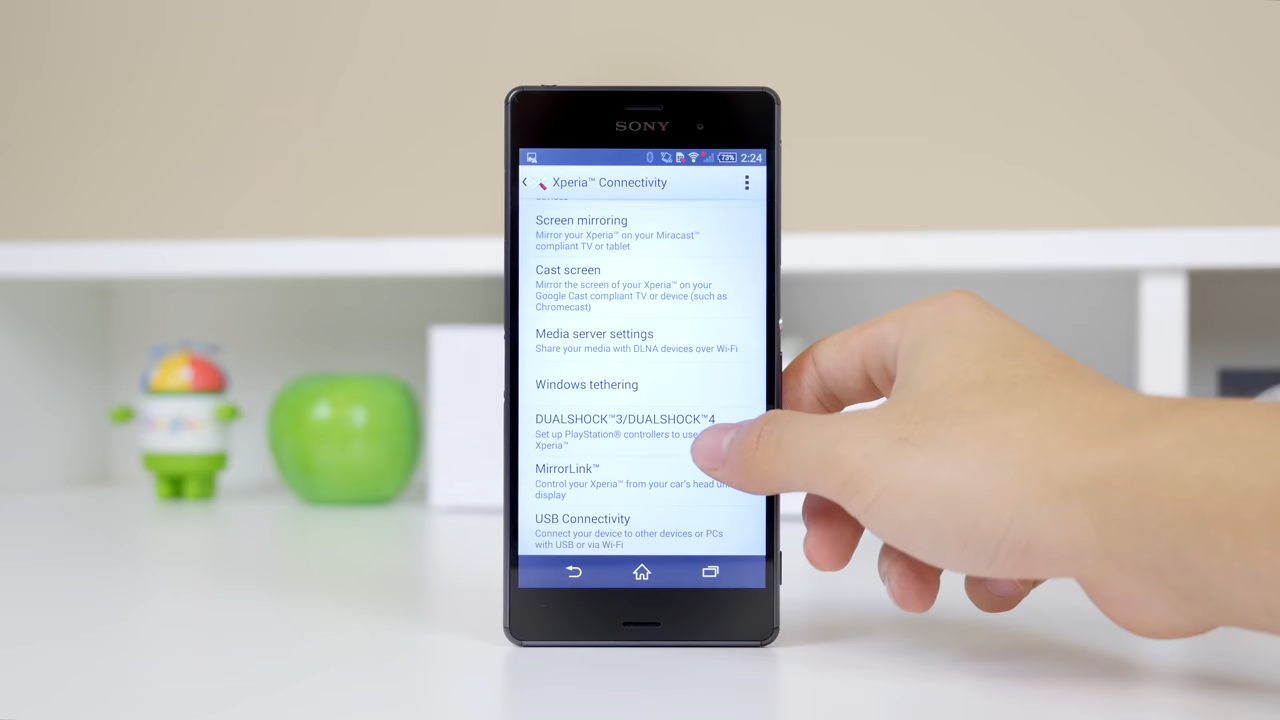 SONY
73% 2:24
Xperia™ Connectivity
Screen mirroring
Mirror your Xperia™ on your Miracast™
compliant TV or tablet
Cast screen
Mirror the screen of your Xperia™ on your
Google Cast compliant TV or device (such as
Chromecast)
Media server settings
Share your media with DLNA devices over Wi-Fi
Windows tethering
DUALSHOCK™3/DUALSHOCK™4
Set up PlayStation® controllers to use
Xperia™
MirrorLink™
Control your Xperia™ from your car's head
display
USB Connectivity
Connect your device to other devices or PCs
with USB or via Wi-Fi